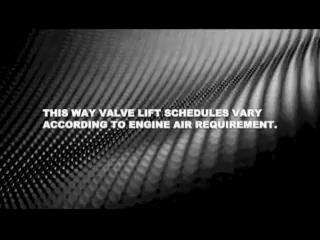 THIS WAY VALVE LIFT SCHEDULES VARY
ACCORDING TO ENGINE AIR REQUIREMENT.